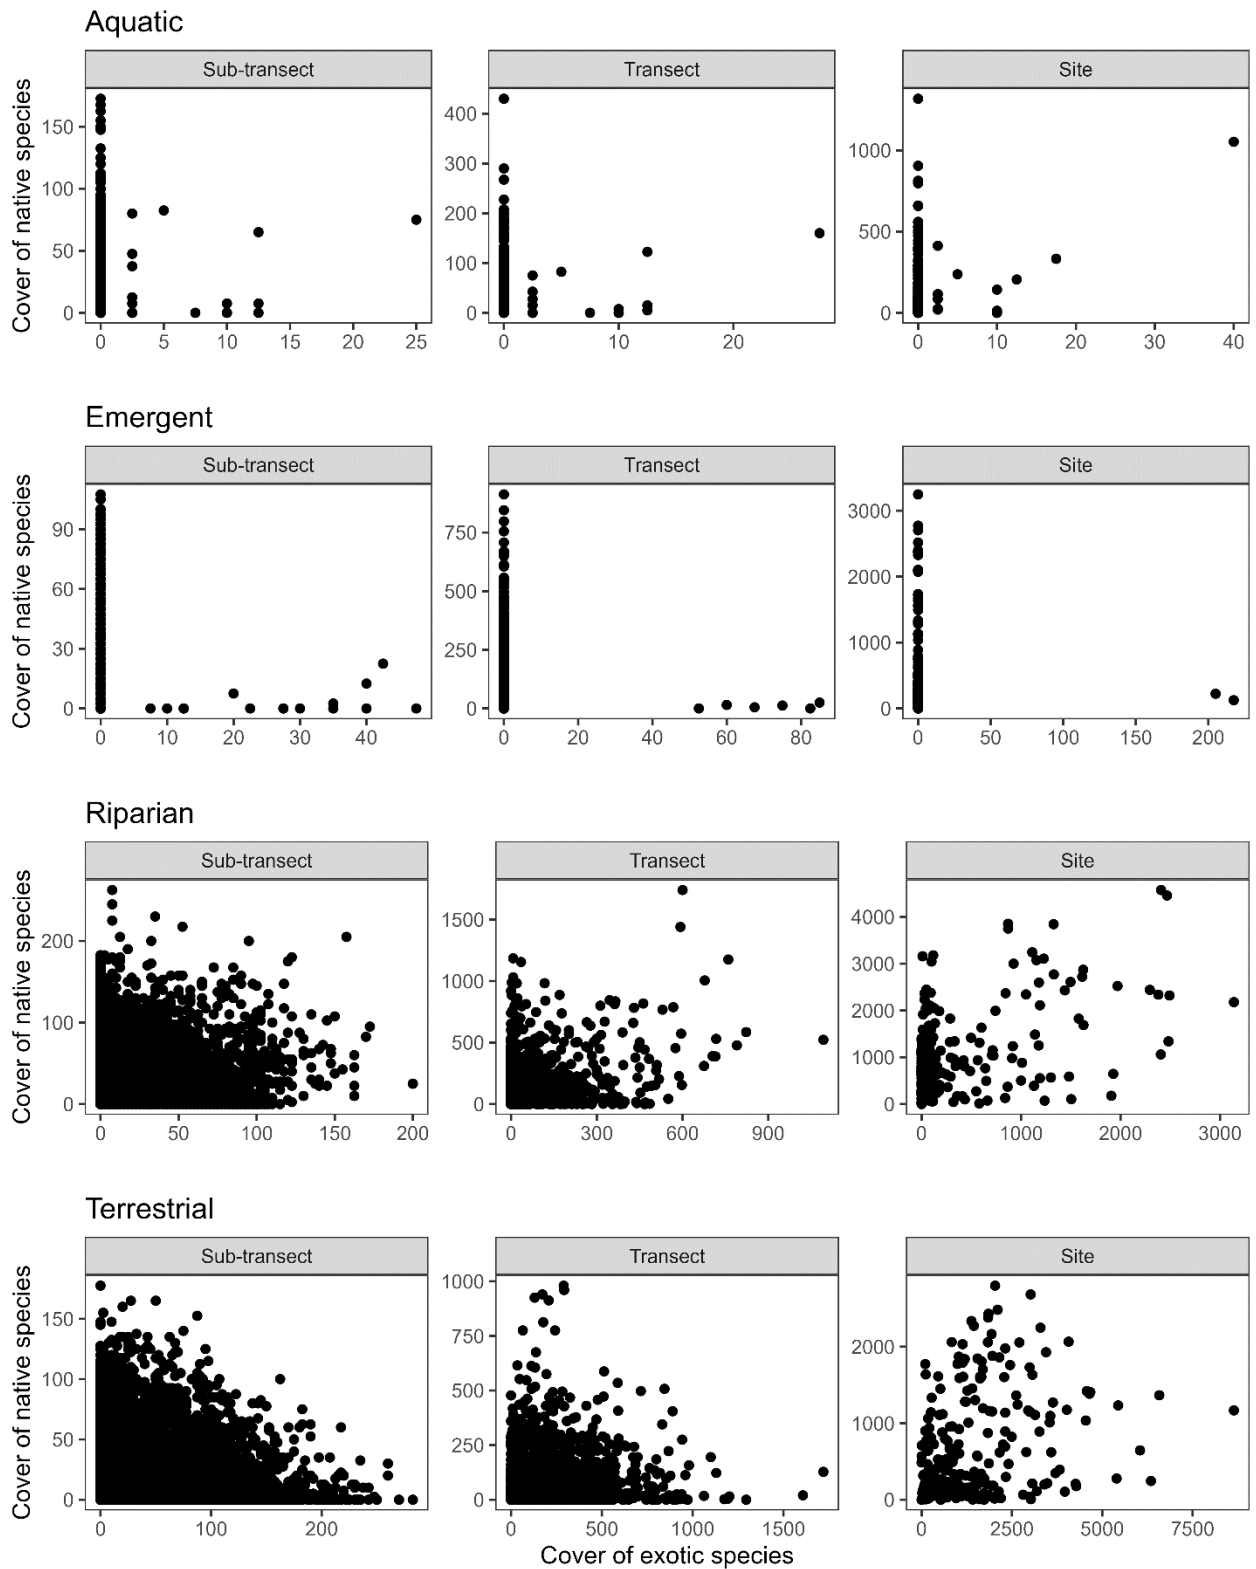 Aquatic
Sub-transect Transect Site
Cover of native species
150 100 50 0
400 300 200 100 0
1000 500 0
0 5 15 10 15 20 25
0 10 20
0 10 20 30 40
Emergent
Sub-transect Transect Site
Cover of native species
90 60 30 0
750 500 250 0
3000 2000 1000 0
0 10 20 30 40
0 20 40 60 80
0 50 100 150 200
Riparian
Sub-transect Transect Site
Cover of native species
200 100 0
1500 1000 500 0
4000 3000 2000 1000 0
0 50 100 150 200
0 300 600 900
0 1000 2000 3000
Terrestrial
Sub-transect Transect Site
Cover of native species
150 100 50 0
1000 750 500 250 0
2000 1000 0
0 100 200
0 500 1000 1500
0 2500 5000 7500
Cover of exotic species